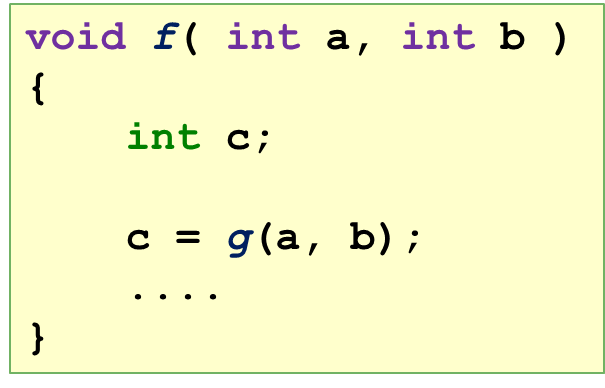 void f( int a, int b )
{
int c;
c = g(a, b);
....
}